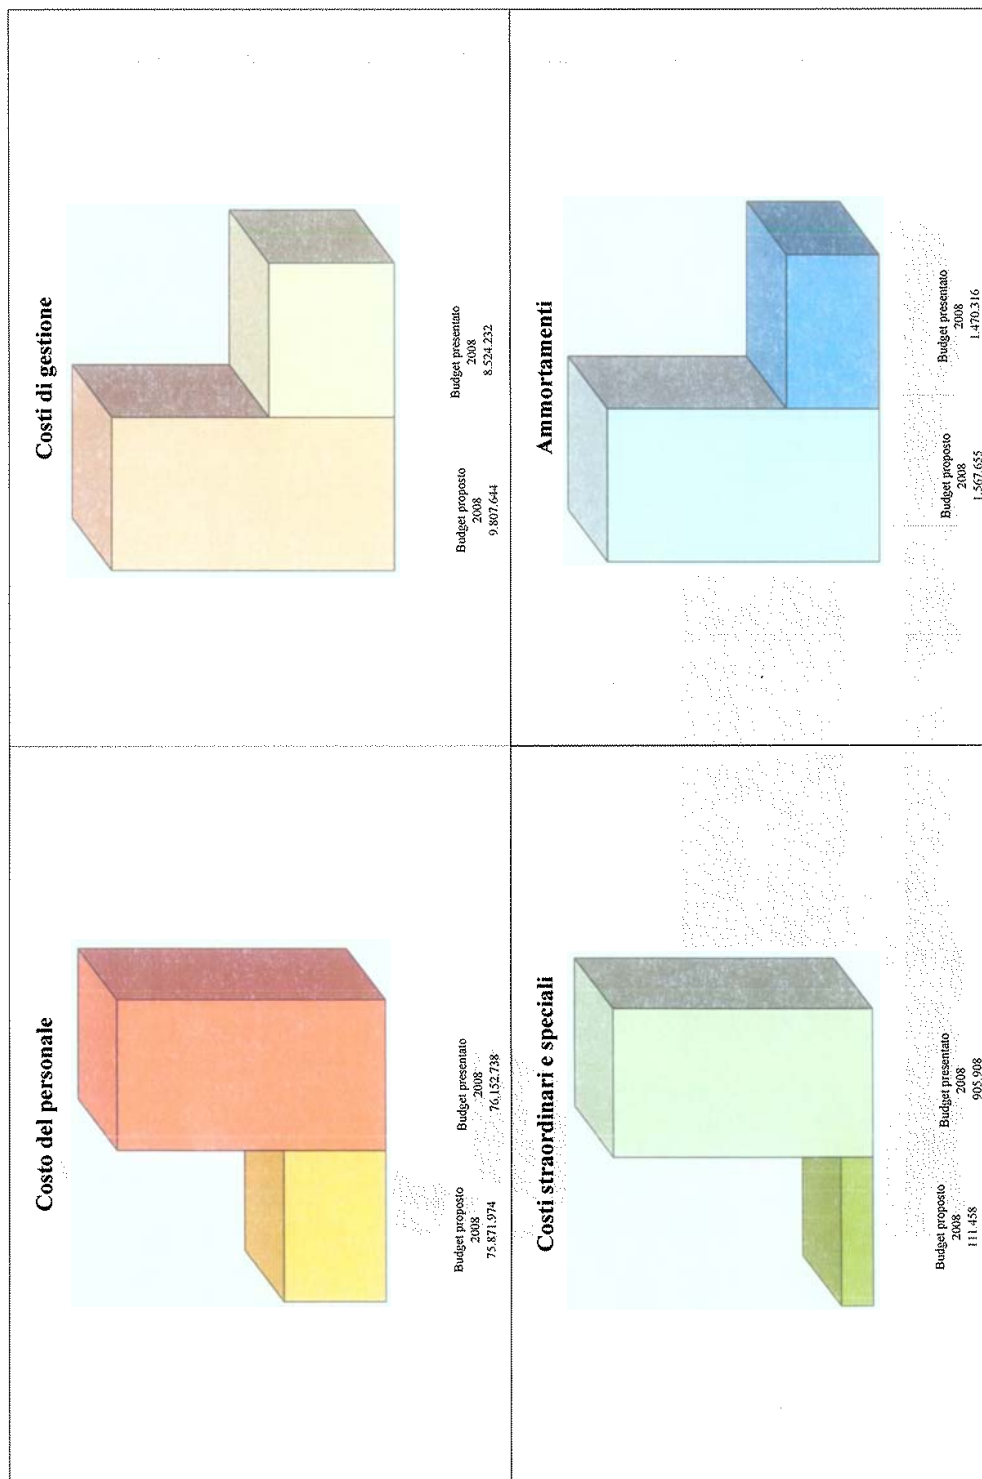 Costo del personale
Budget proposto
2008
75.871.974
Budget presentato
2008
76.152.738
Costi di gestione
Budget proposto
2008
9.807.644
Budget presentato
2008
8.524.232
Costi straordinari e speciali
Budget proposto
2008
111.458
Budget presentato
2008
905.908
Ammortamenti
Budget proposto
2008
1.567.655
Budget presentato
2008
1.470.316